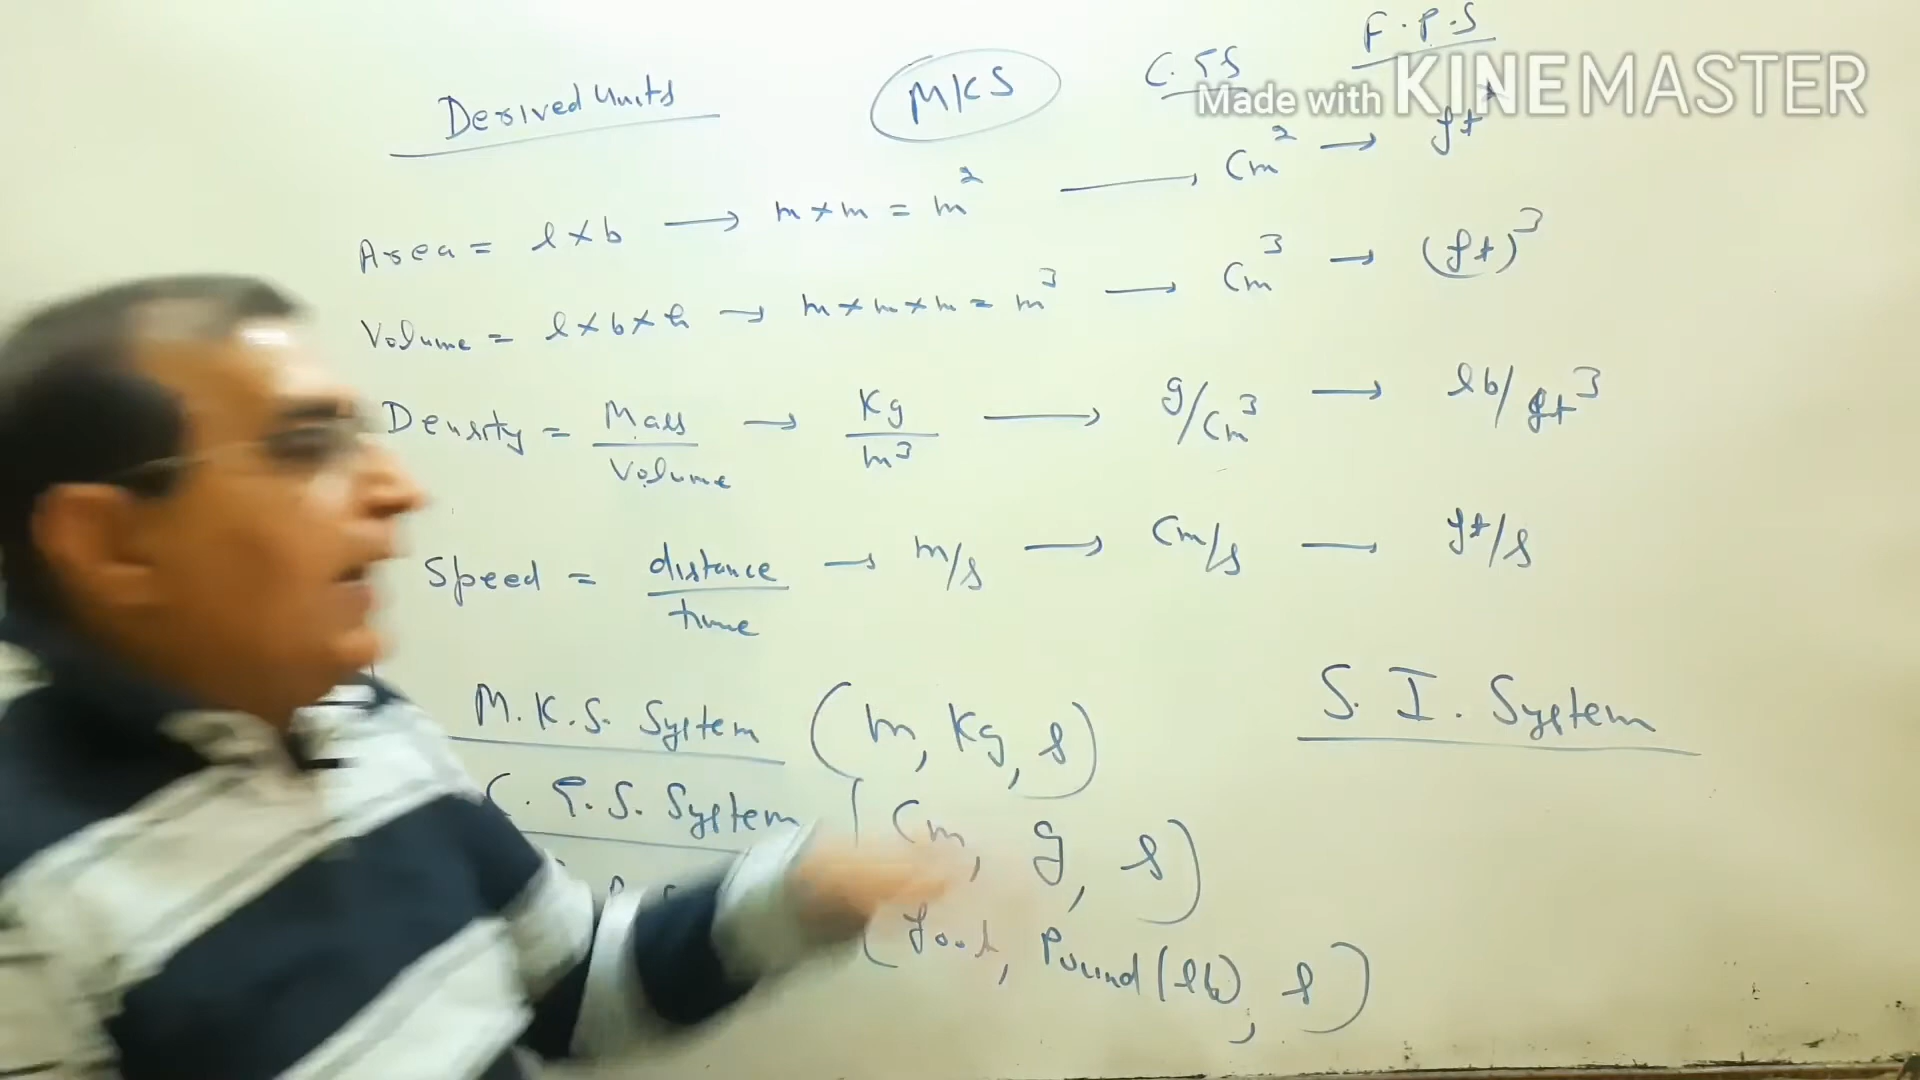 F.P.S
Derived Units MKS C.G.S
Made with KINEMASTER
Area = l × b → m × m = m² → Cm² → ft²
Volume = l × b × h → m × m × m = m³ → Cm³ → (ft)³
Density = Mass / Volume → Kg / m³ → g/Cm³ → lb/ft³
Speed = distance / time → m/s → Cm/s → ft/s
M.K.S. System (m, Kg, s) S.I. System
C.G.S. System (Cm, g, s)
(foot, Pound (lb), s)